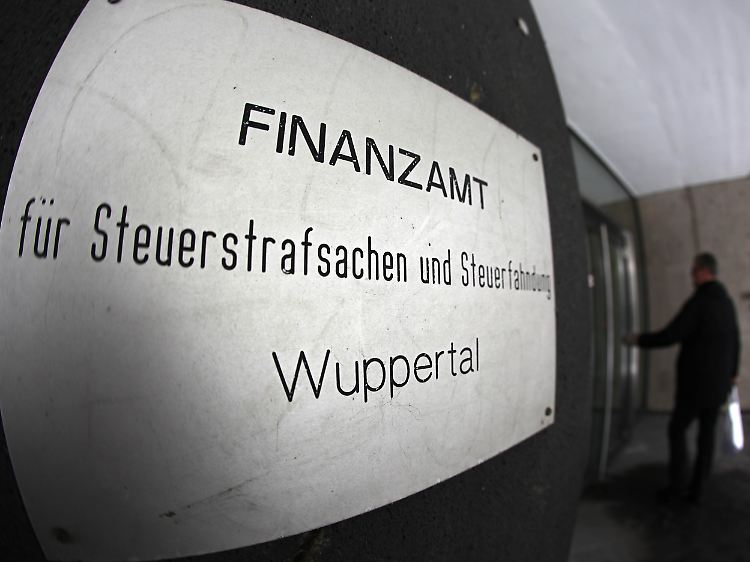 FINANZAMT
für Steuerstrafsachen und Steuerfahndung
Wuppertal